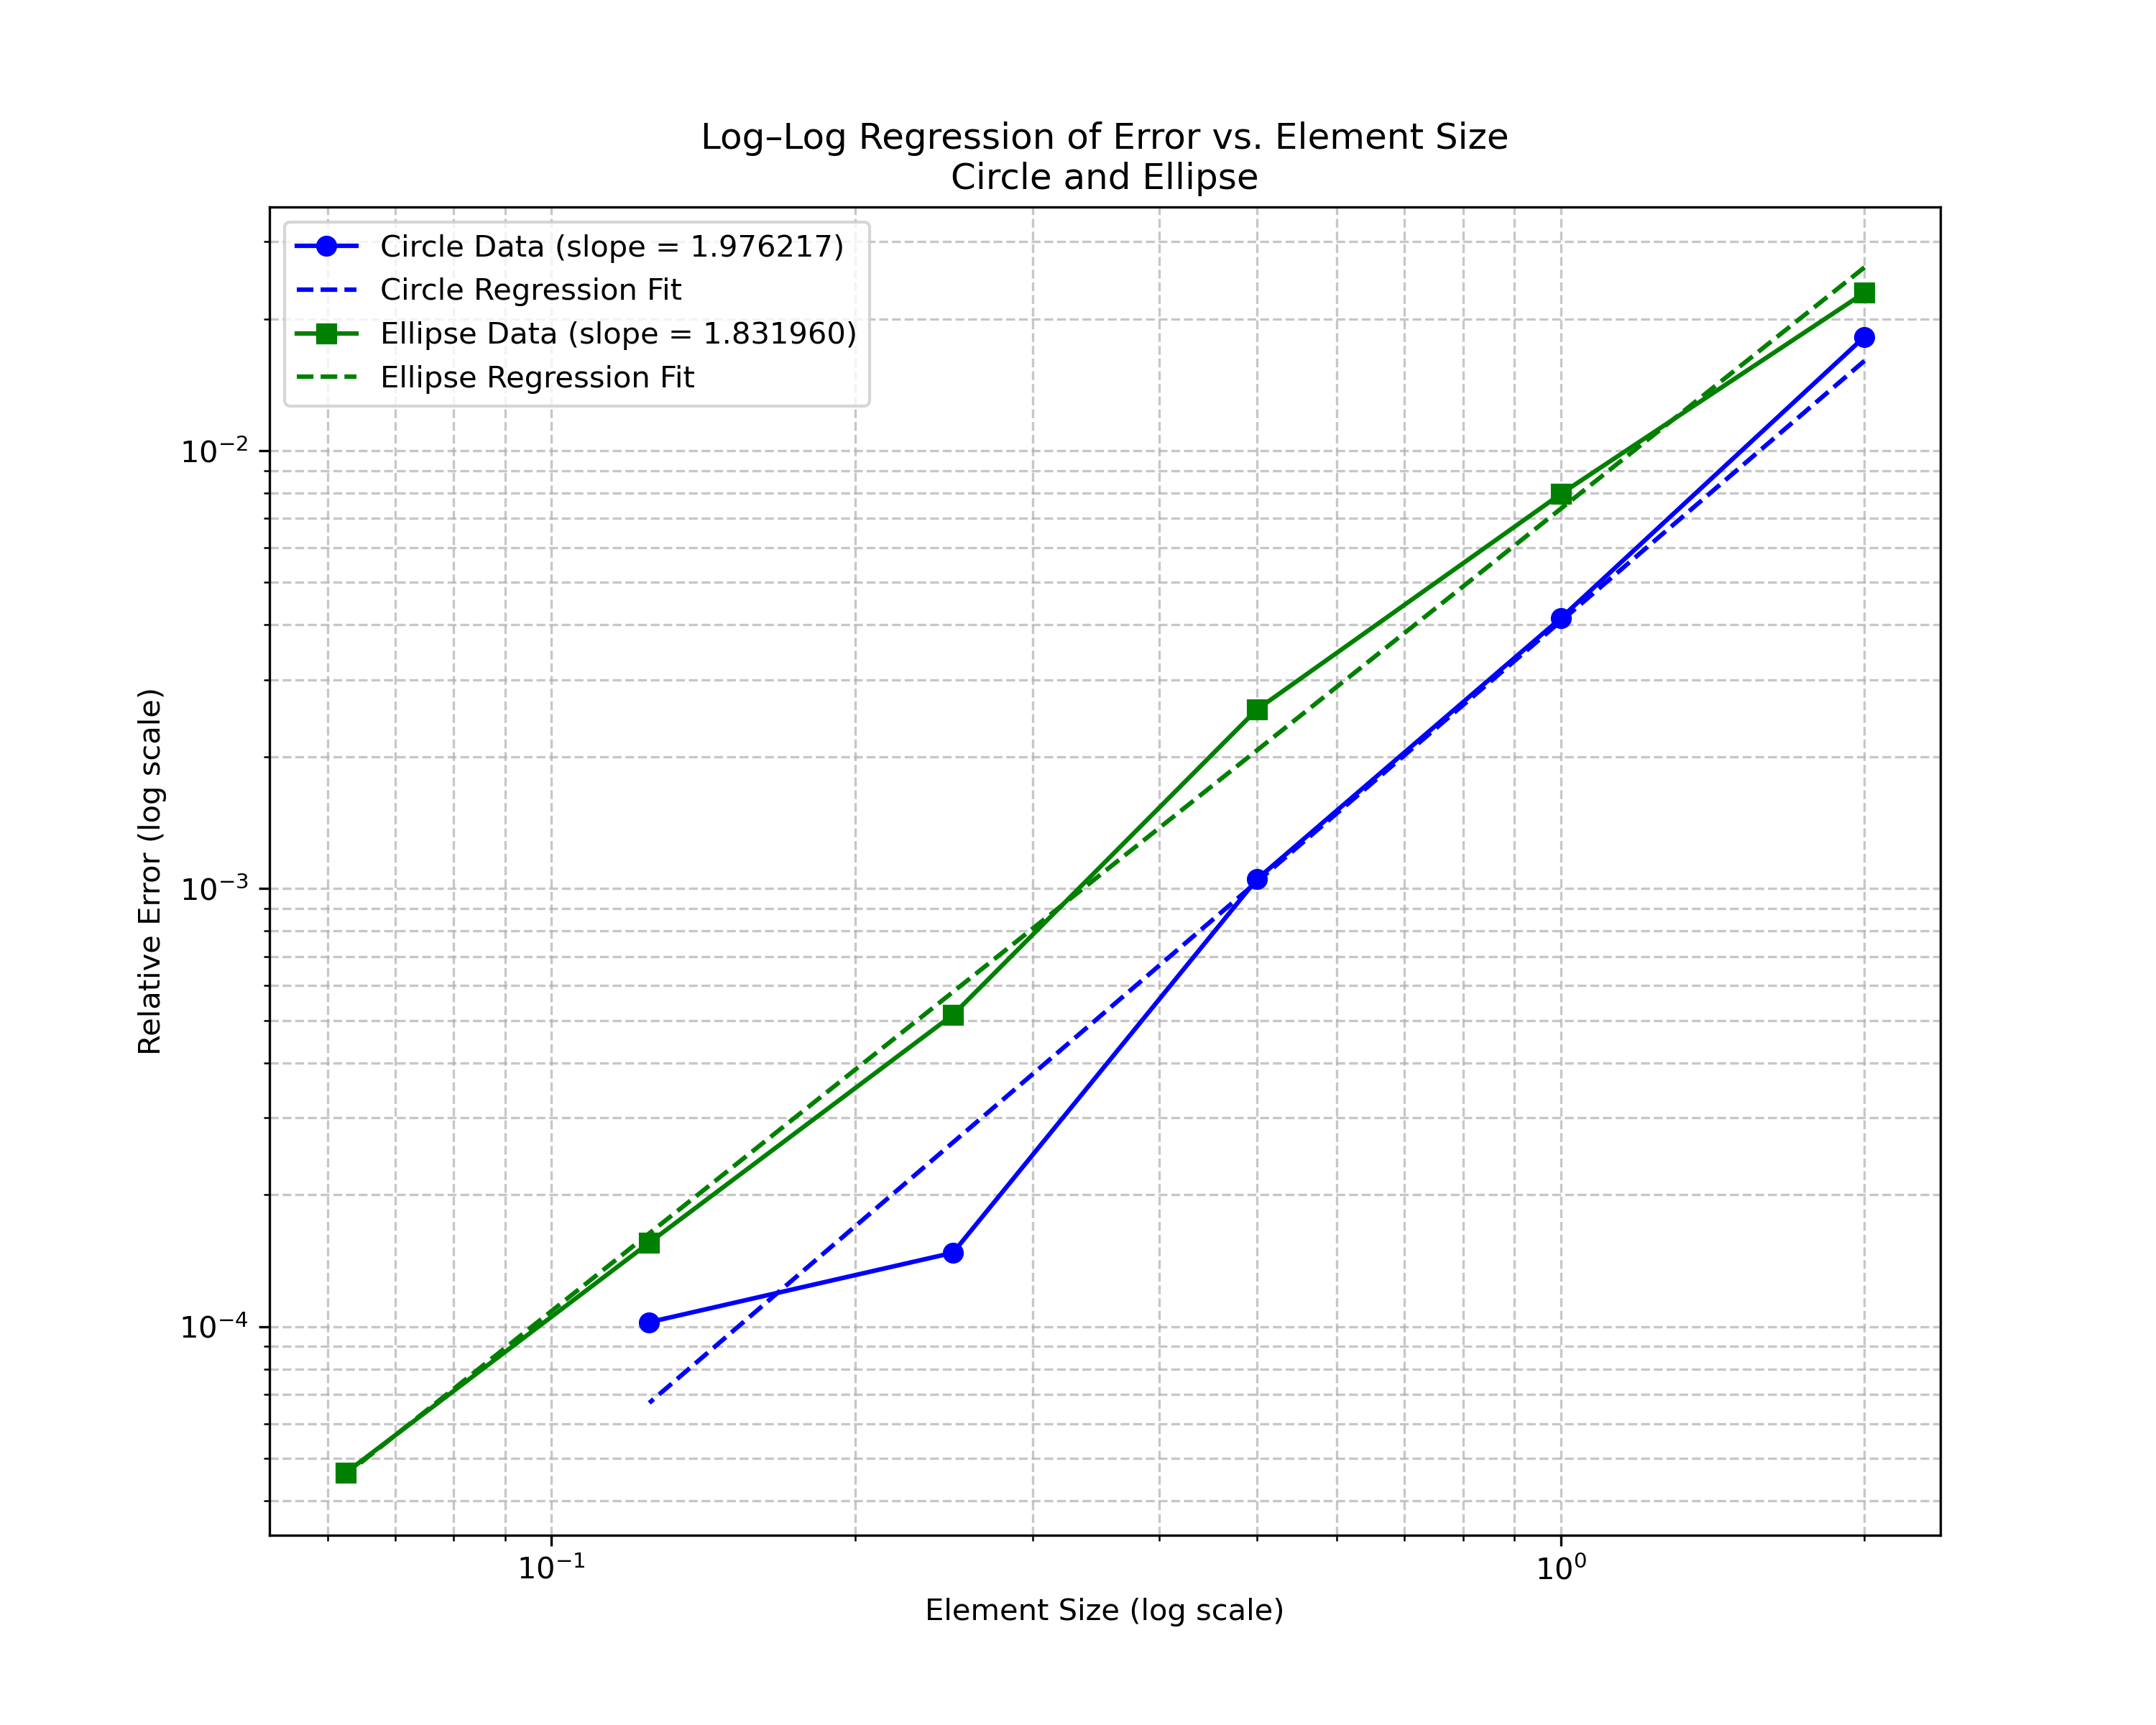 Log–Log Regression of Error vs. Element Size
Circle and Ellipse
Circle Data (slope = 1.976217)
Circle Regression Fit
Ellipse Data (slope = 1.831960)
Ellipse Regression Fit
Relative Error (log scale)
10⁻²
10⁻³
10⁻⁴
10⁻¹
10⁰
Element Size (log scale)